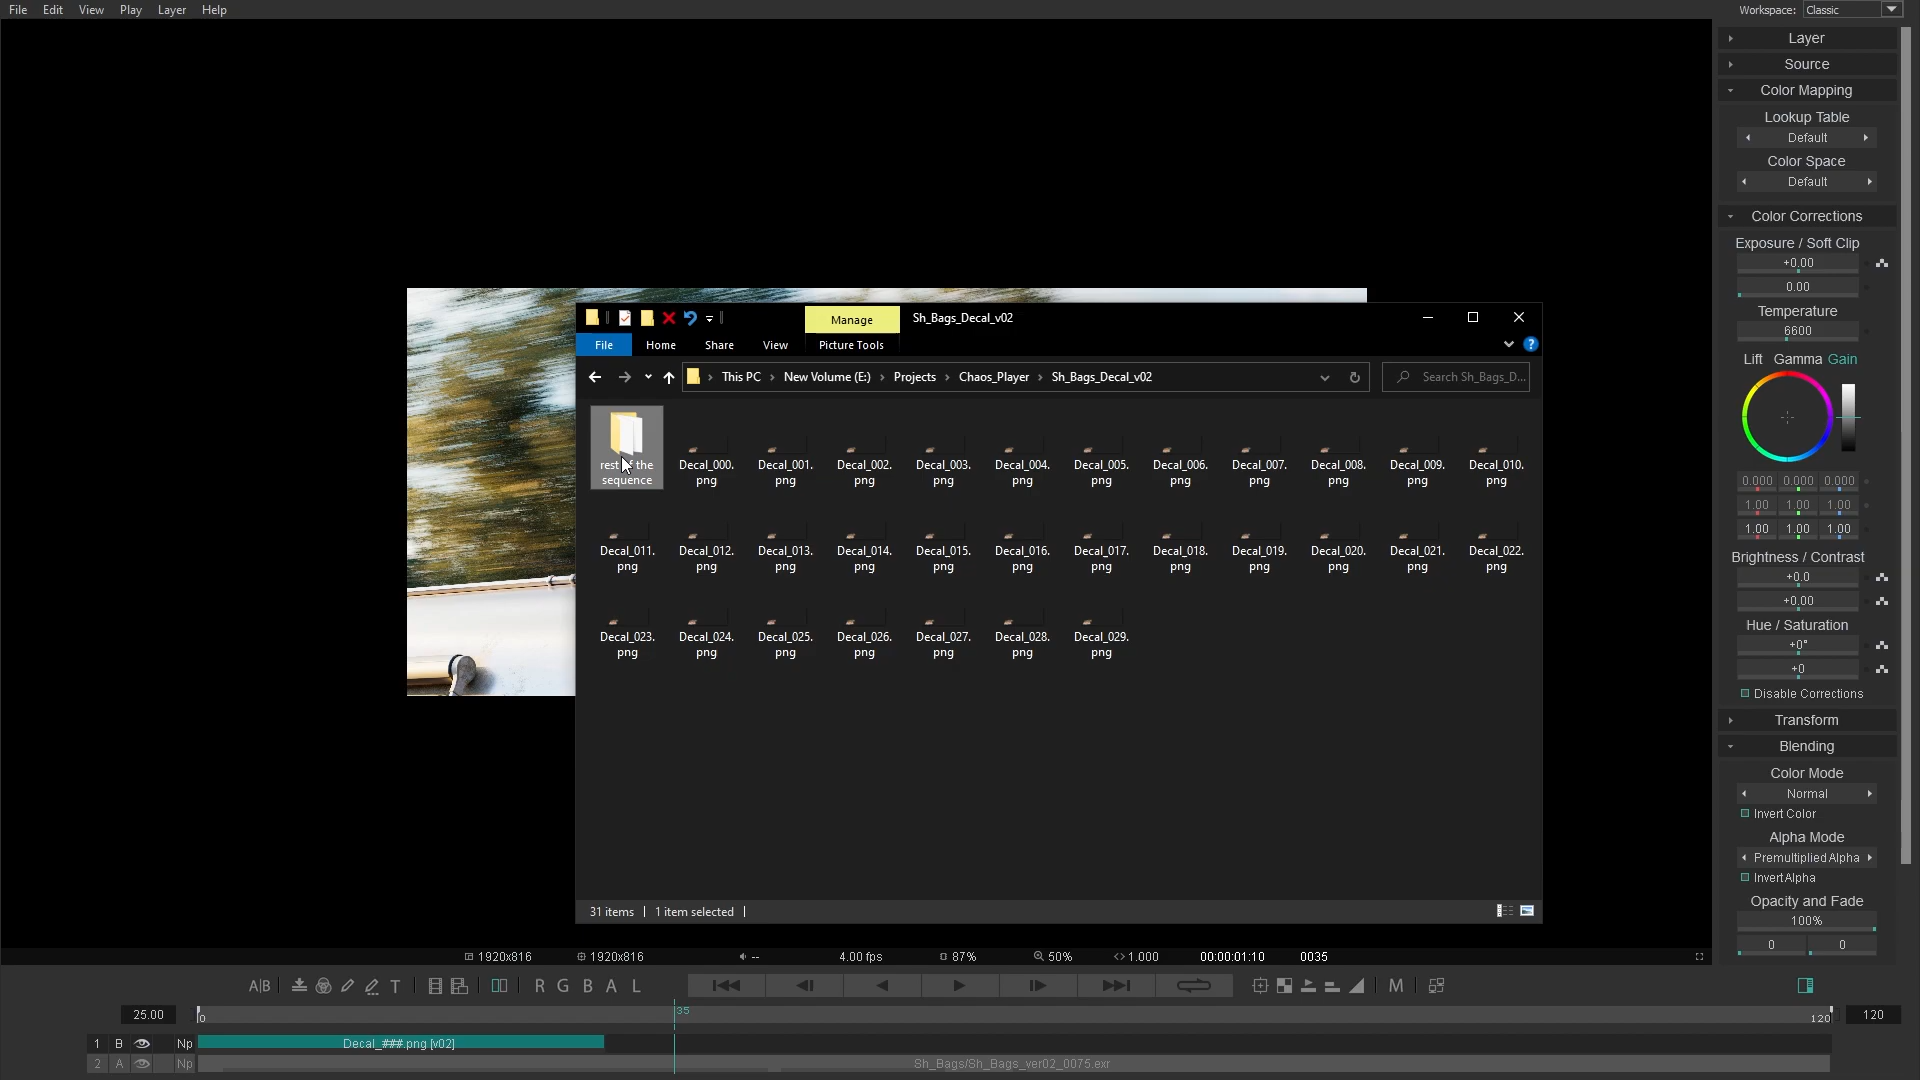 File Edit View Play Layer Help
Workspace: Classic
Layer
Source
Color Mapping
Lookup Table
Default
Color Space
Default
Color Corrections
Exposure / Soft Clip
+0.00
0.00
Temperature
6600
Lift Gamma Gain
0.000 0.000 0.000
1.00 1.00 1.00
1.00 1.00 1.00
Brightness / Contrast
+0.0
+0.00
Hue / Saturation
+0°
+0
Disable Corrections
Transform
Blending
Color Mode
Normal
Invert Color
Alpha Mode
Premultiplied Alpha
Invert Alpha
Opacity and Fade
100%
0 0
Manage Sh_Bags_Decal_v02
File Home Share View Picture Tools
This PC New Volume (E:) Projects Chaos_Player Sh_Bags_Decal_v02 Search Sh_Bags_D...
rest the Decal_000. Decal_001. Decal_002. Decal_003. Decal_004. Decal_005. Decal_006. Decal_007. Decal_008. Decal_009. Decal_010.
sequence png png png png png png png png png png png
Decal_011. Decal_012. Decal_013. Decal_014. Decal_015. Decal_016. Decal_017. Decal_018. Decal_019. Decal_020. Decal_021. Decal_022.
png png png png png png png png png png png png
Decal_023. Decal_024. Decal_025. Decal_026. Decal_027. Decal_028. Decal_029.
png png png png png png png
31 items 1 item selected
1920x816 1920x816 -- 4.00 fps 87% 50% 1.000 00:00:01:10 0035
A|B T R G B A L M
25.00 0 35 120 120
1 B Np Decal_###.png [v02]
2 A Np Sh_Bags/Sh_Bags_ver02_0075.exr